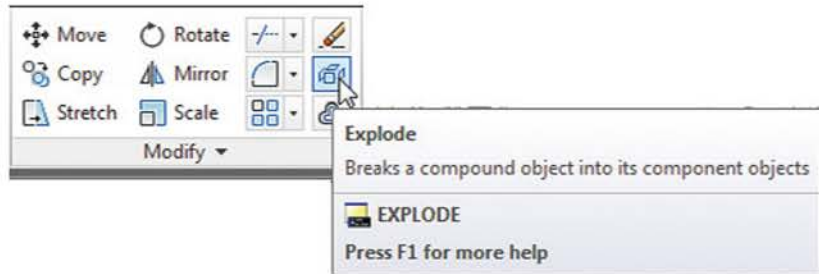 Move Rotate
Copy Mirror
Stretch Scale
Modify
Explode
Breaks a compound object into its component objects
EXPLODE
Press F1 for more help